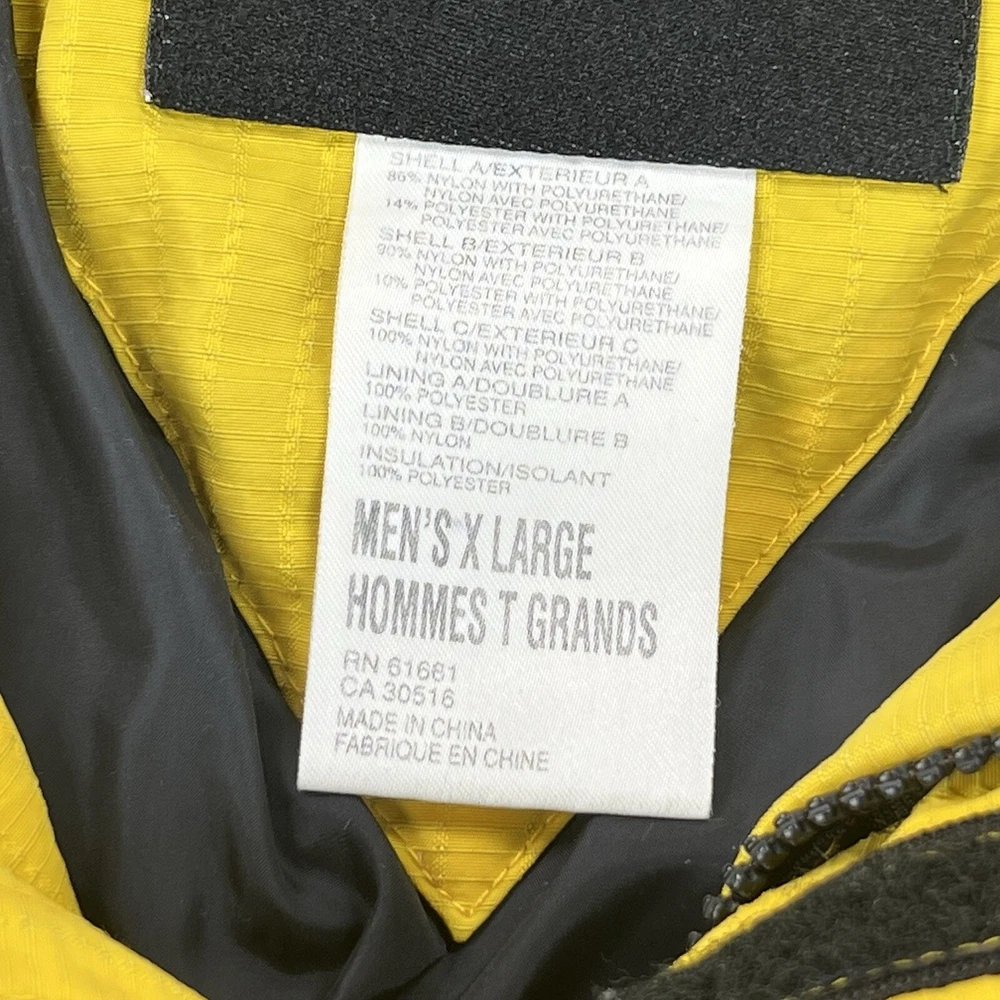 SHELL A/EXTERIEUR A
86% NYLON WITH POLYURETHANE/
NYLON AVEC POLYURETHANE
14% POLYESTER WITH POLYURETHANE/
POLYESTER AVEC POLYURETHANE
SHELL B/EXTERIEUR B
90% NYLON WITH POLYURETHANE/
NYLON AVEC POLYURETHANE
10% POLYESTER WITH POLYURETHANE/
POLYESTER AVEC POLYURETHANE
SHELL C/EXTERIEUR C
100% NYLON WITH POLYURETHANE/
NYLON AVEC POLYURETHANE
LINING A/DOUBLURE A
100% POLYESTER
LINING B/DOUBLURE B
100% NYLON
INSULATION/ISOLANT
100% POLYESTER
MEN'S X LARGE
HOMMES T GRANDS
RN 61661
CA 30516
MADE IN CHINA
FABRIQUE EN CHINE